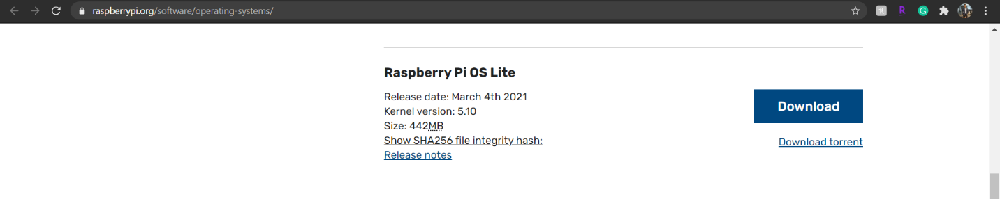 raspberrypi.org/software/operating-systems/
Raspberry Pi OS Lite
Release date: March 4th 2021
Kernel version: 5.10
Size: 442MB
Show SHA256 file integrity hash:
Release notes
Download
Download torrent